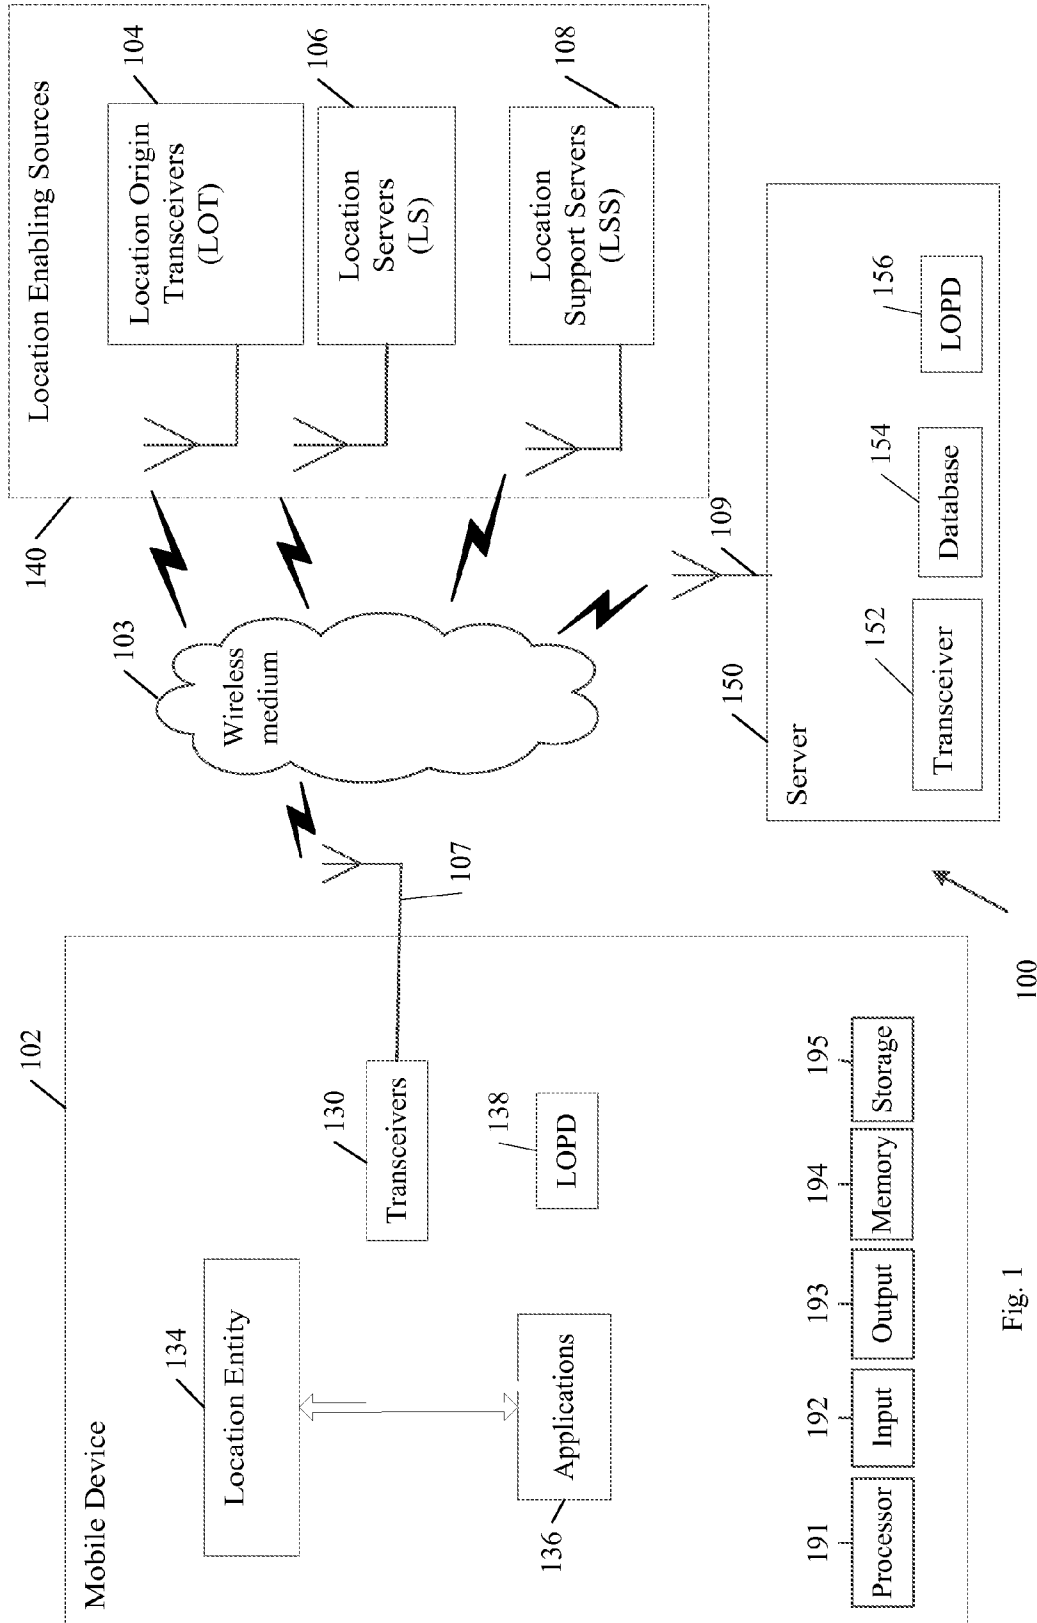 Mobile Device
102
134
Location Entity
136
Applications
130
Transceivers
138
LOPD
191
Processor
192
Input
193
Output
194
Memory
195
Storage
107
103
Wireless
medium
140
Location Enabling Sources
104
Location Origin
Transceivers
(LOT)
106
Location
Servers
(LS)
108
Location
Support Servers
(LSS)
109
150
Server
152
Transceiver
154
Database
156
LOPD
100
Fig. 1